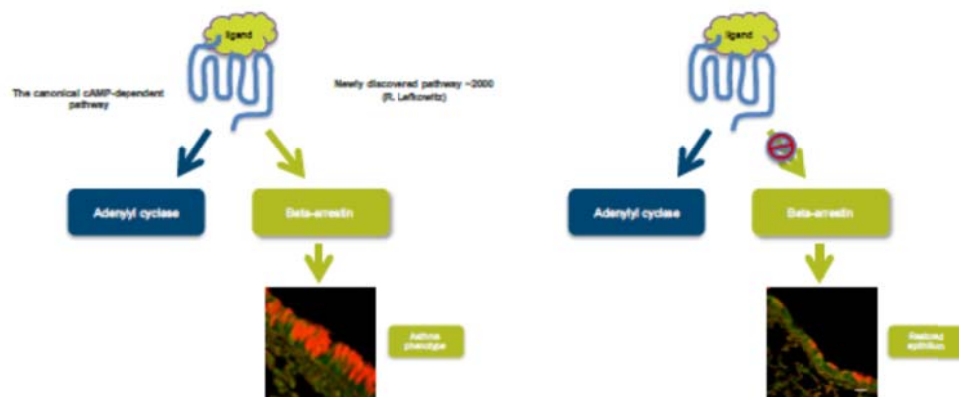 ligand
The canonical cAMP-dependent
pathway
Newly discovered pathway ~2000
(R. Lefkowitz)
Adenylyl cyclase
Beta-arrestin
Asthma
phenotype
ligand
Adenylyl cyclase
Beta-arrestin
Restored